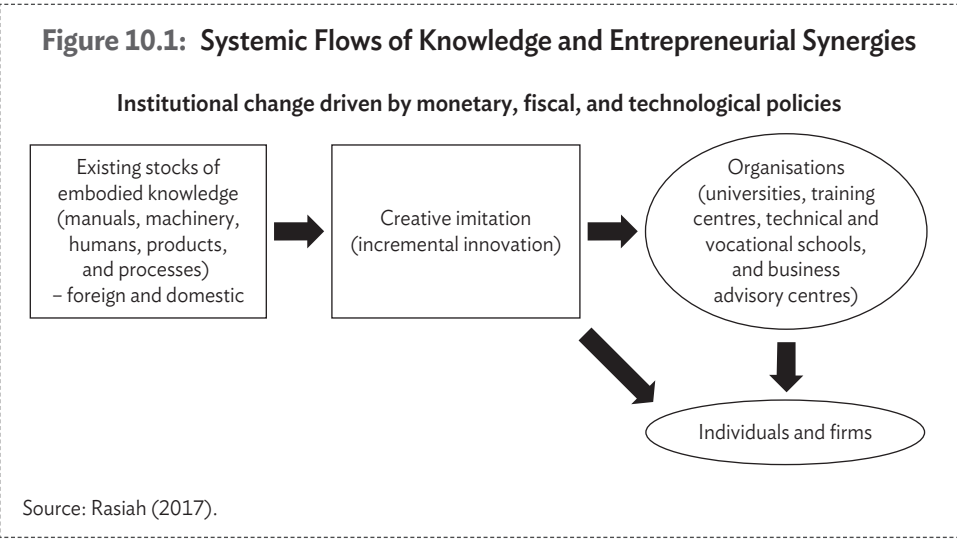 Figure 10.1: Systemic Flows of Knowledge and Entrepreneurial Synergies
Institutional change driven by monetary, fiscal, and technological policies
Existing stocks of
embodied knowledge
(manuals, machinery,
humans, products,
and processes)
– foreign and domestic
Creative imitation
(incremental innovation)
Organisations
(universities, training
centres, technical and
vocational schools,
and business
advisory centres)
Individuals and firms
Source: Rasiah (2017).